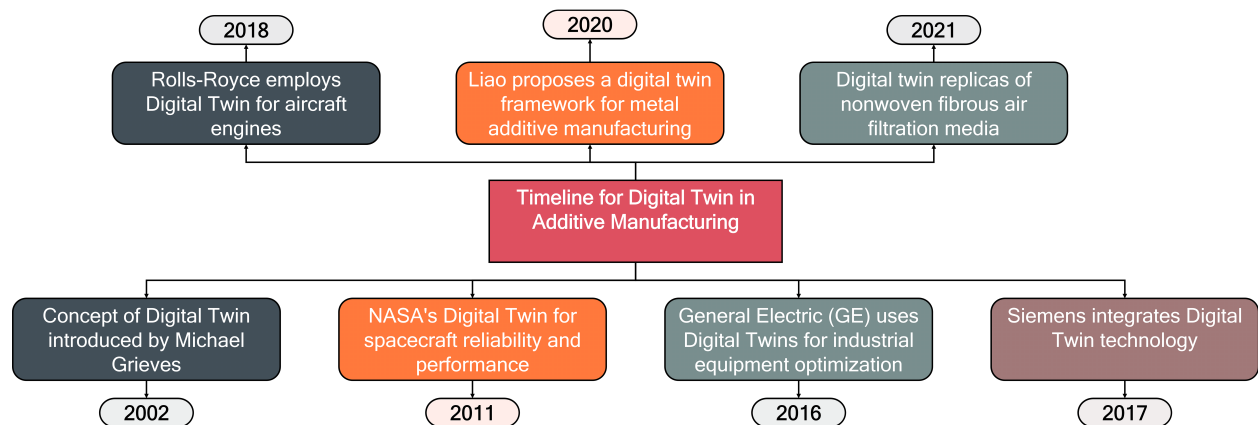 2018
2020
2021
Rolls-Royce employs
Digital Twin for aircraft
engines
Liao proposes a digital twin
framework for metal
additive manufacturing
Digital twin replicas of
nonwoven fibrous air
filtration media
Timeline for Digital Twin in
Additive Manufacturing
Concept of Digital Twin
introduced by Michael
Grieves
NASA's Digital Twin for
spacecraft reliability and
performance
General Electric (GE) uses
Digital Twins for industrial
equipment optimization
Siemens integrates Digital
Twin technology
2002
2011
2016
2017